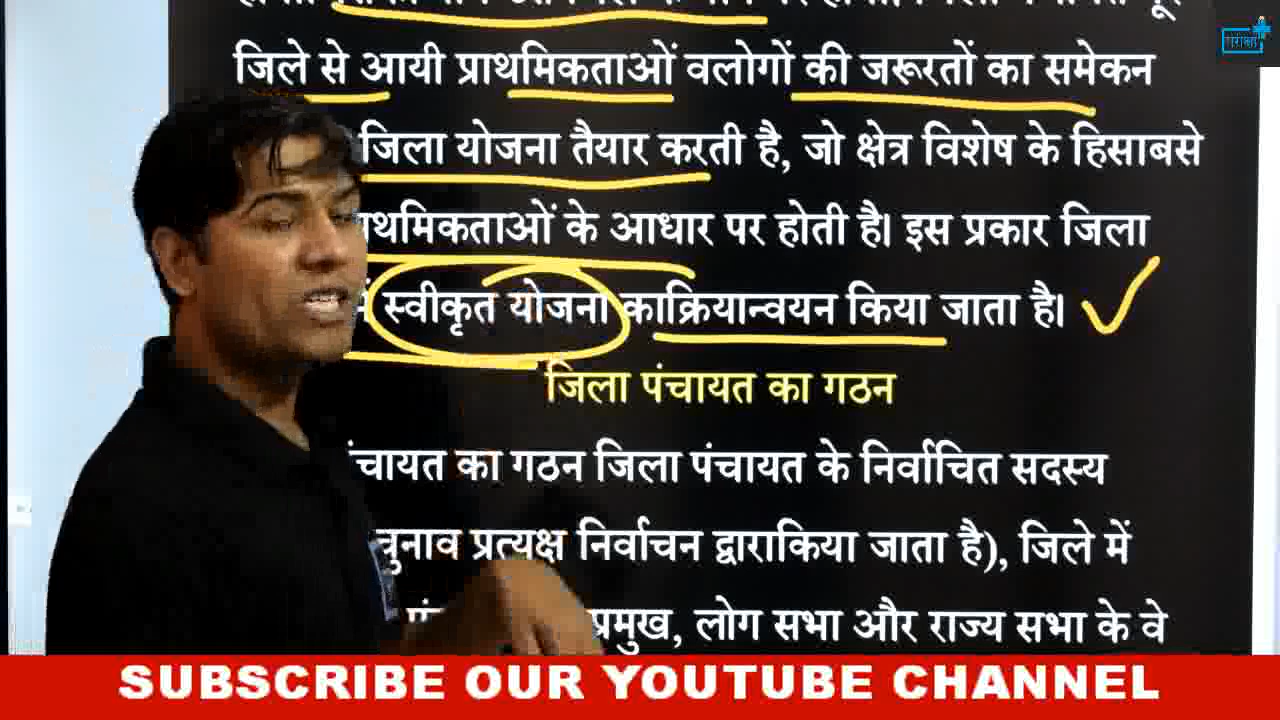 परीक्षा
जिले से आयी प्राथमिकताओं वलोगों की जरूरतों का समेकन
जिला योजना तैयार करती है, जो क्षेत्र विशेष के हिसाबसे
थमिकताओं के आधार पर होती है। इस प्रकार जिला
में स्वीकृत योजना काक्रियान्वयन किया जाता है।
जिला पंचायत का गठन
चायत का गठन जिला पंचायत के निर्वाचित सदस्य
चुनाव प्रत्यक्ष निर्वाचन द्वाराकिया जाता है), जिले में
प्रमुख, लोग सभा और राज्य सभा के वे
SUBSCRIBE OUR YOUTUBE CHANNEL